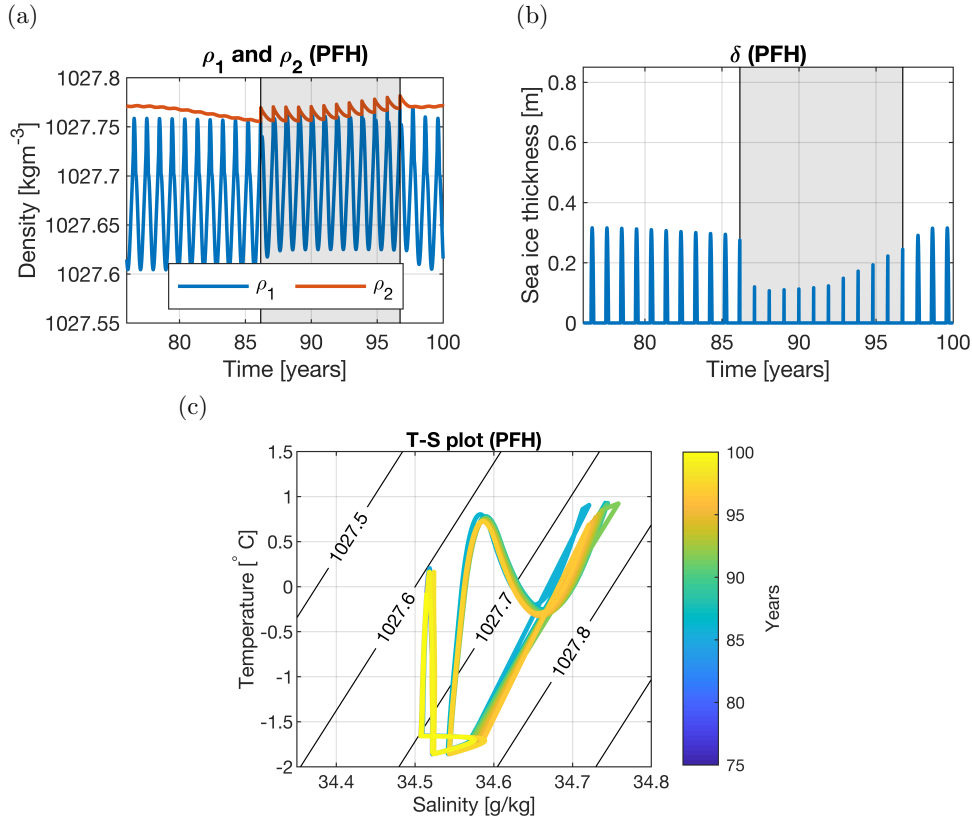 (a)
ρ1 and ρ2 (PFH)
1027.8
1027.75
1027.7
1027.65
1027.6
1027.55
Density [kgm-3]
ρ1 ρ2
80 85 90 95 100
Time [years]
(b)
δ (PFH)
0.8
0.6
0.4
0.2
0
Sea ice thickness [m]
80 85 90 95 100
Time [years]
(c)
T-S plot (PFH)
1.5
1
0.5
0
-0.5
-1
-1.5
-2
Temperature [° C]
1027.5
1027.6
1027.7
1027.8
34.4 34.5 34.6 34.7 34.8
Salinity [g/kg]
100
95
90
85
80
75
Years